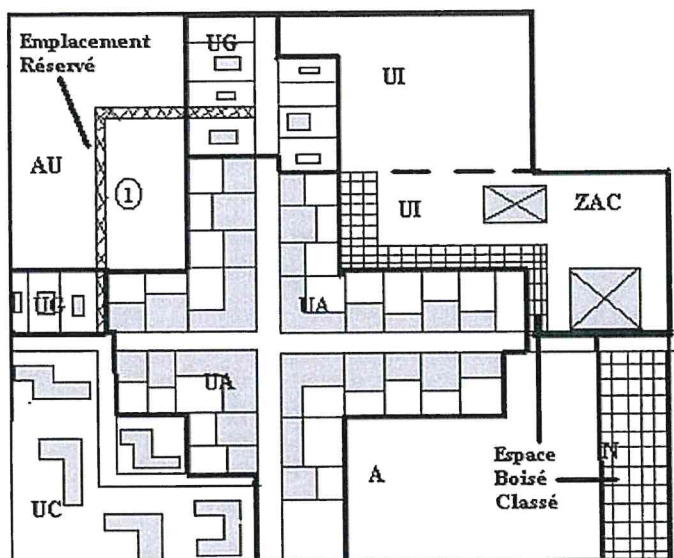 Emplacement
Réservé
UG
UI
AU
1
UI
ZAC
UG
UA
UA
UC
A
Espace
Boisé
Classé
N